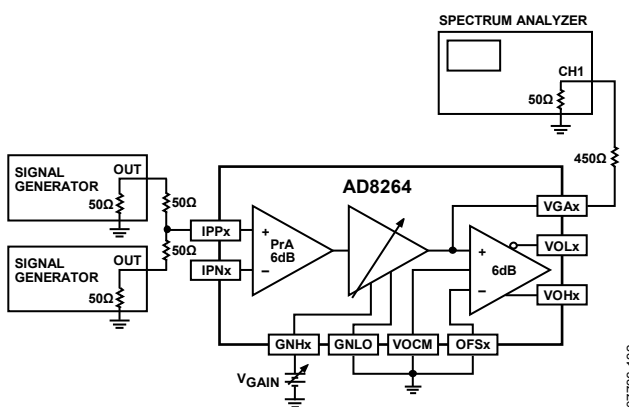 SPECTRUM ANALYZER
CH1
50Ω
450Ω
SIGNAL
GENERATOR
OUT
50Ω
50Ω
50Ω
SIGNAL
GENERATOR
OUT
50Ω
AD8264
IPPx
IPNx
+
−
PrA
6dB
+
−
6dB
VGAx
VOLx
VOHx
GNHx
GNLO
VOCM
OFSx
VGAIN